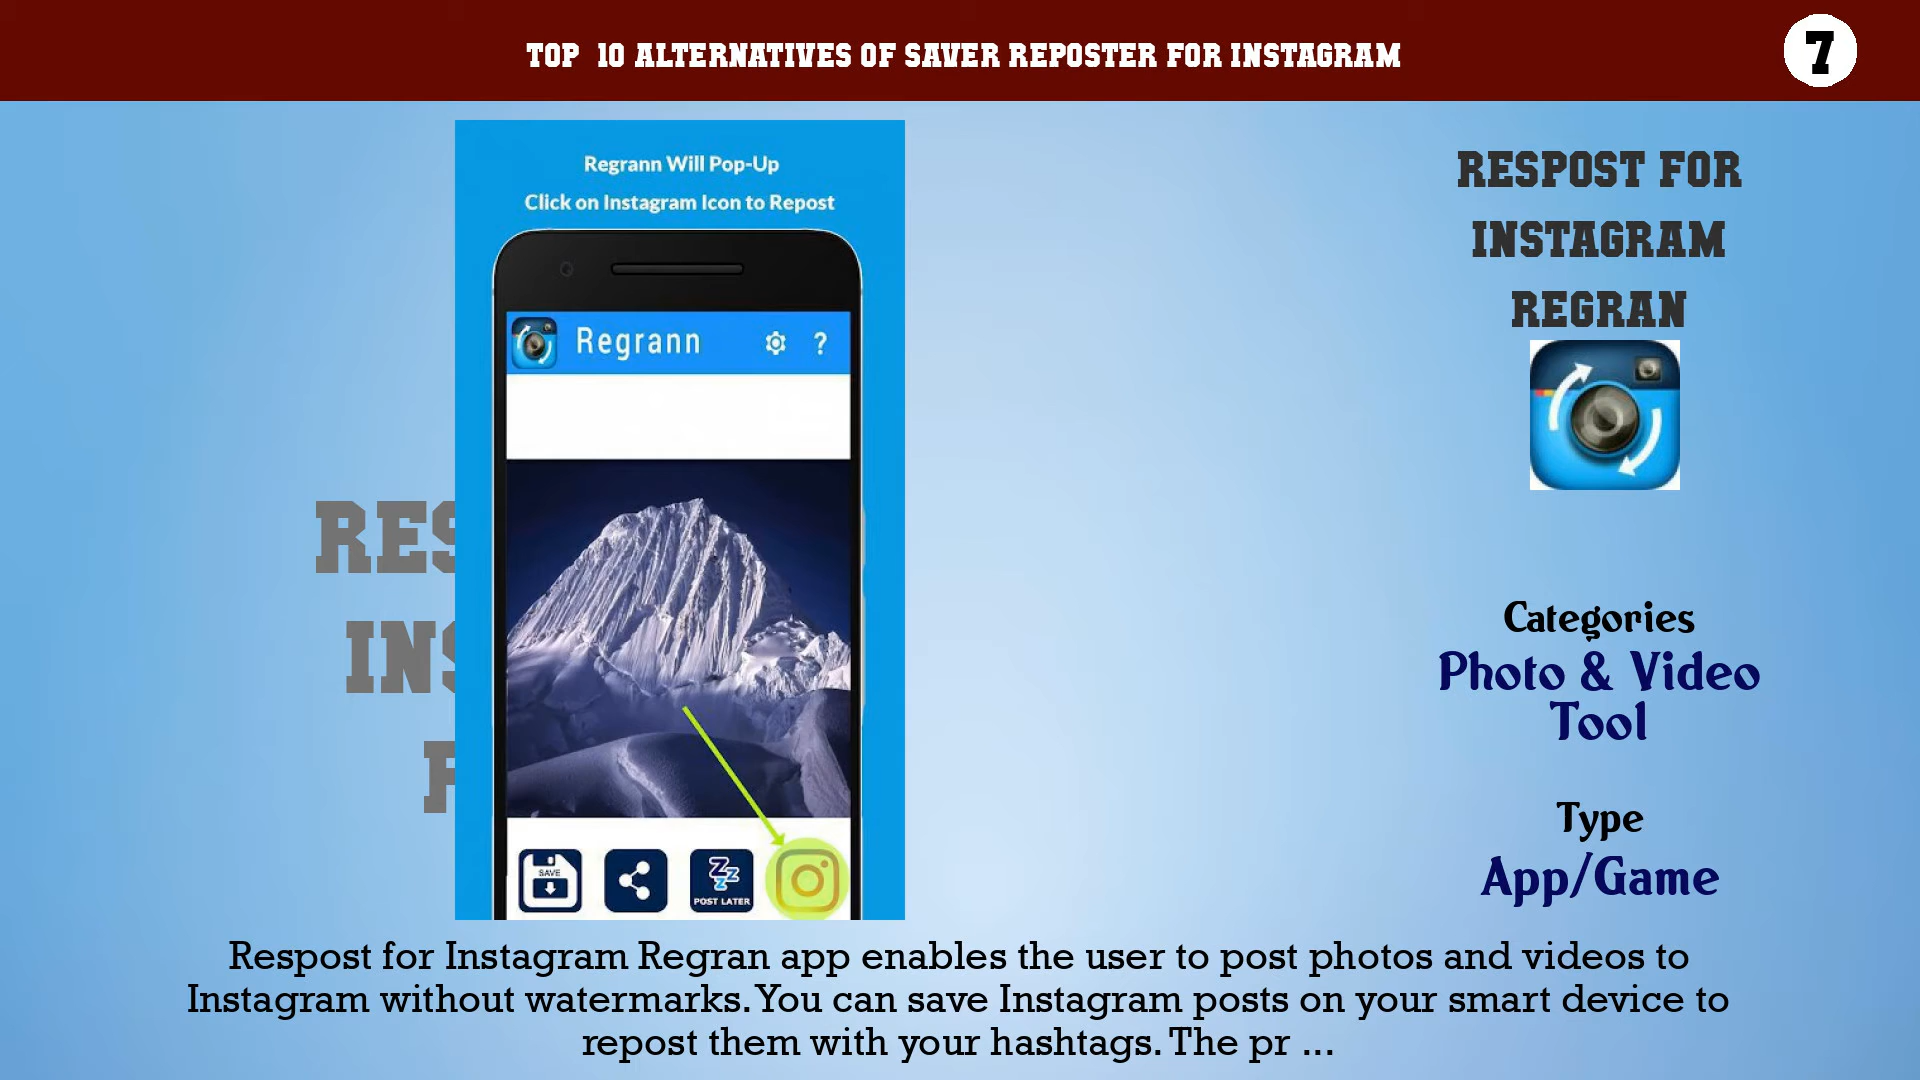 TOP 10 ALTERNATIVES OF SAVER REPOSTER FOR INSTAGRAM
7
Regrann Will Pop-Up
Click on Instagram Icon to Repost
Regrann ?
SAVE
POST LATER
RES
INS
RESPOST FOR
INSTAGRAM
REGRAN
Categories
Photo & Video
Tool
Type
App/Game
Respost for Instagram Regran app enables the user to post photos and videos to
Instagram without watermarks. You can save Instagram posts on your smart device to
repost them with your hashtags. The pr ...